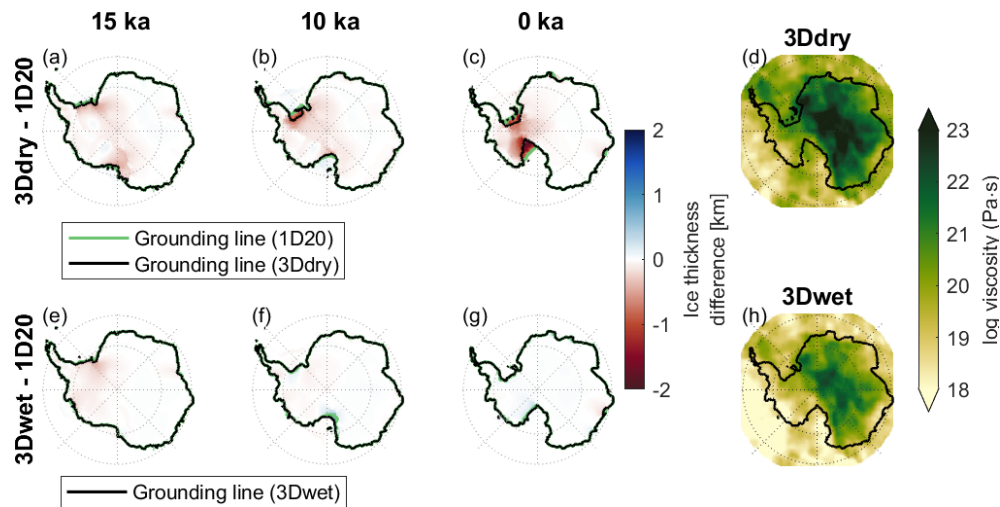 15 ka
10 ka
0 ka
3Ddry
3Ddry - 1D20
(a)
(b)
(c)
(d)
Grounding line (1D20)
Grounding line (3Ddry)
2
1
0
-1
-2
Ice thickness
difference [km]
23
22
21
20
19
18
log viscosity (Pa·s)
3Dwet
3Dwet - 1D20
(e)
(f)
(g)
(h)
Grounding line (3Dwet)